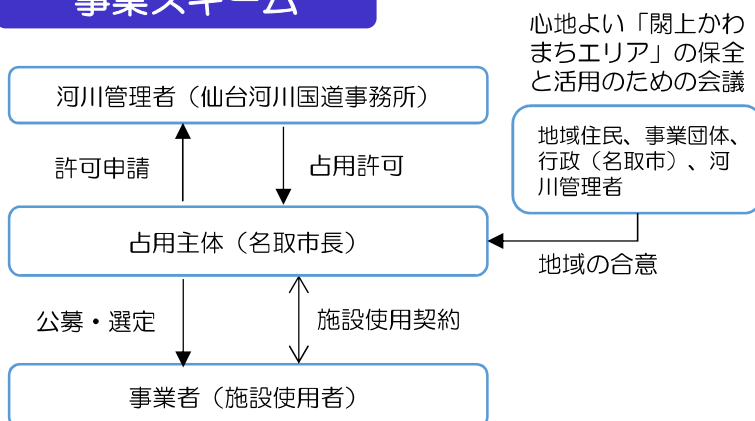 事業スキーム
心地よい「閖上かわ
まちエリア」の保全
と活用のための会議
河川管理者（仙台河川国道事務所）
地域住民、事業団体、
行政（名取市）、河
川管理者
許可申請
占用許可
占用主体（名取市長）
地域の合意
公募・選定
施設使用契約
事業者（施設使用者）